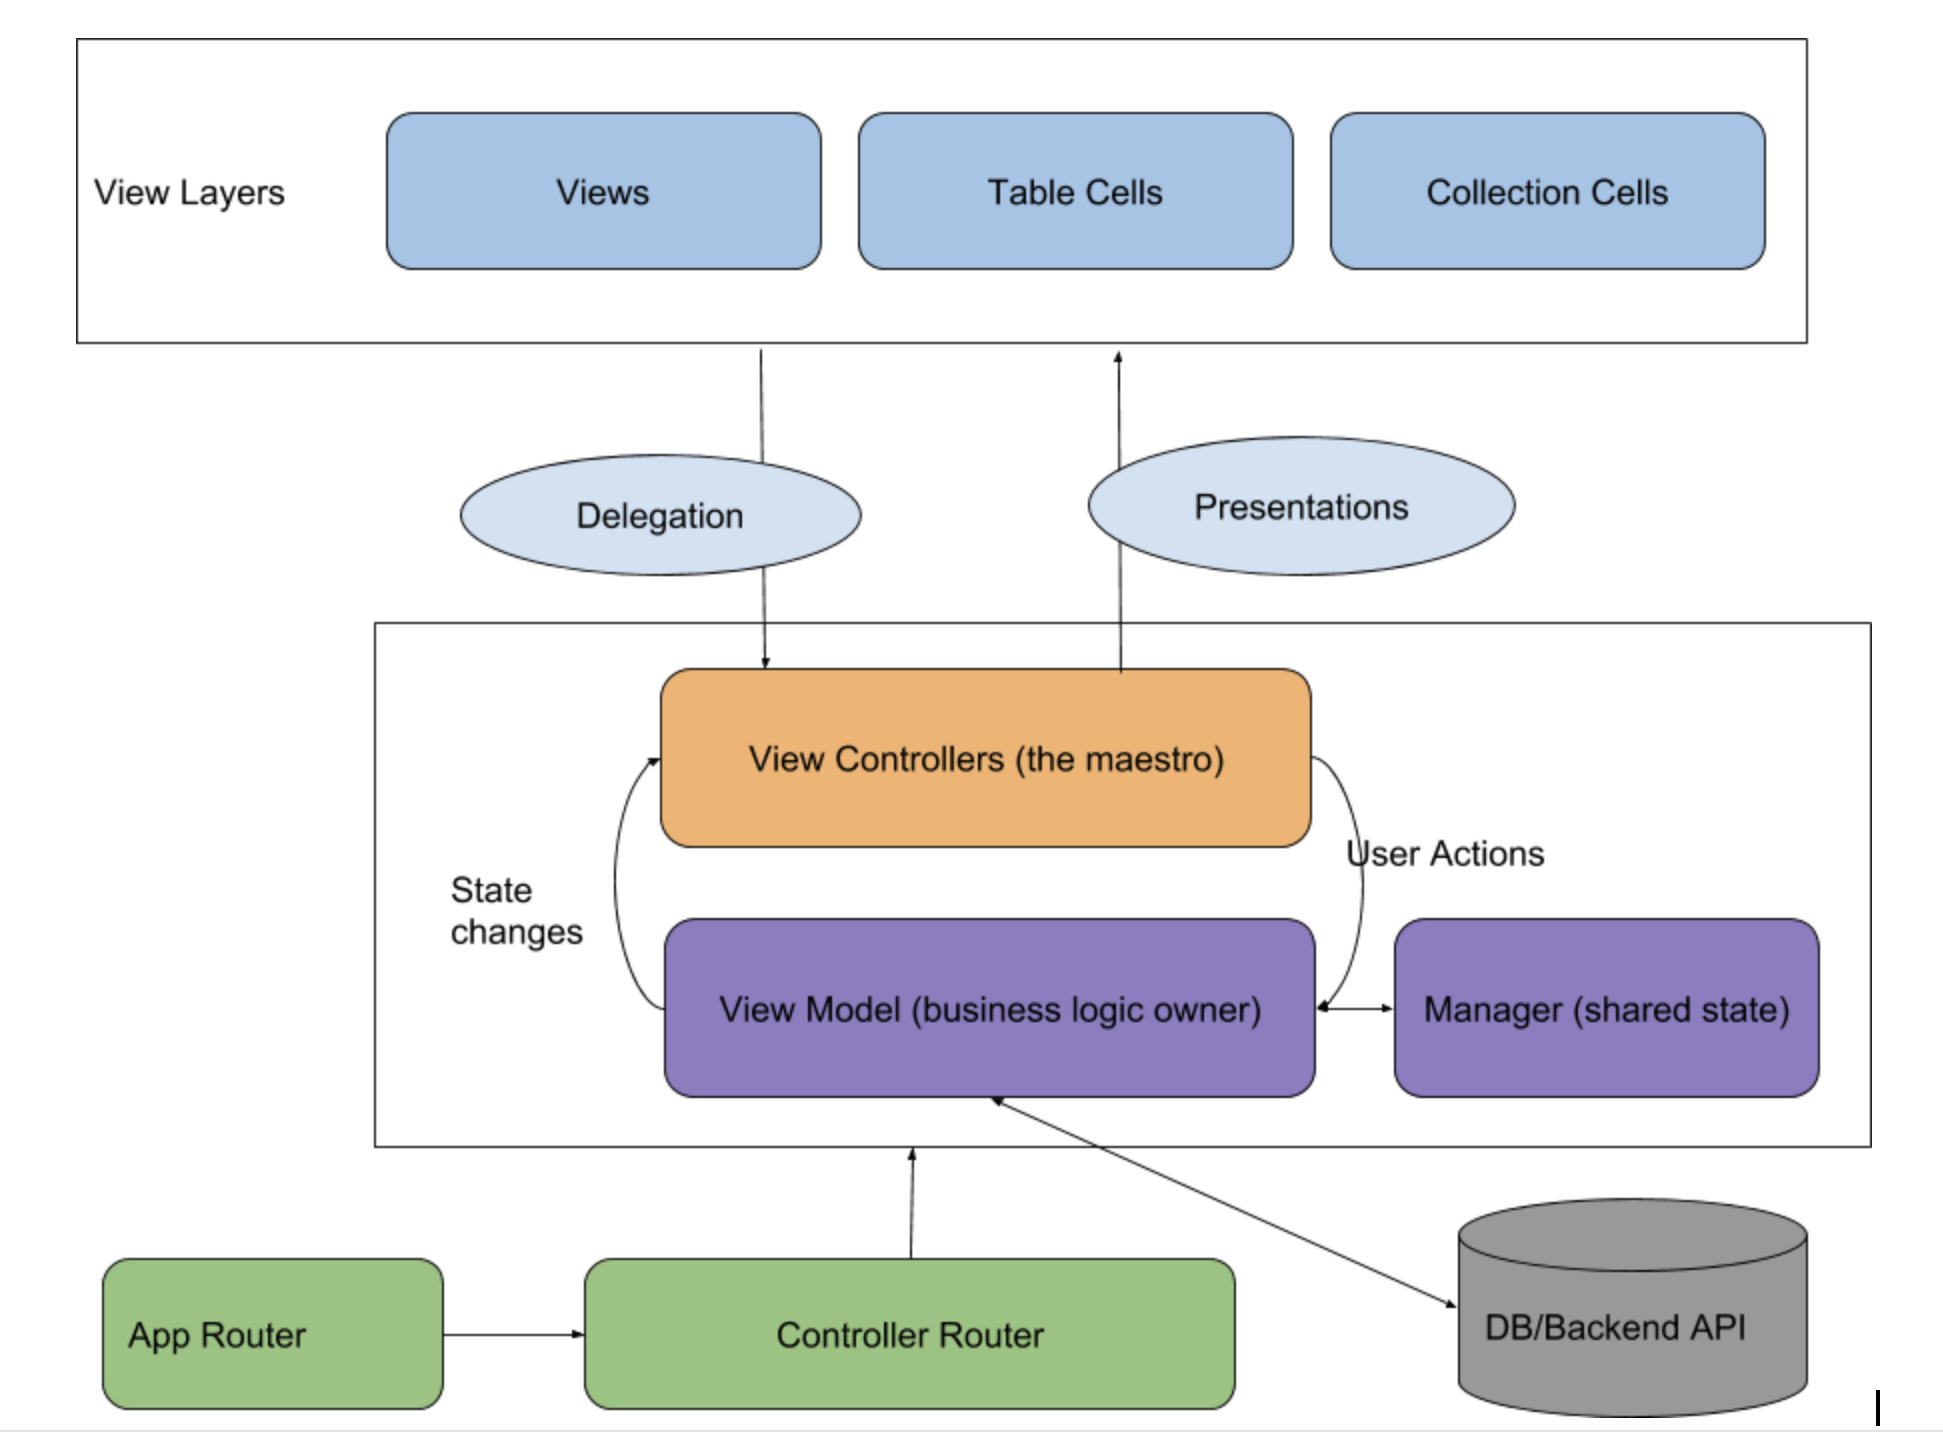 View Layers
Views
Table Cells
Collection Cells
Delegation
Presentations
View Controllers (the maestro)
User Actions
State
changes
View Model (business logic owner)
Manager (shared state)
App Router
Controller Router
DB/Backend API